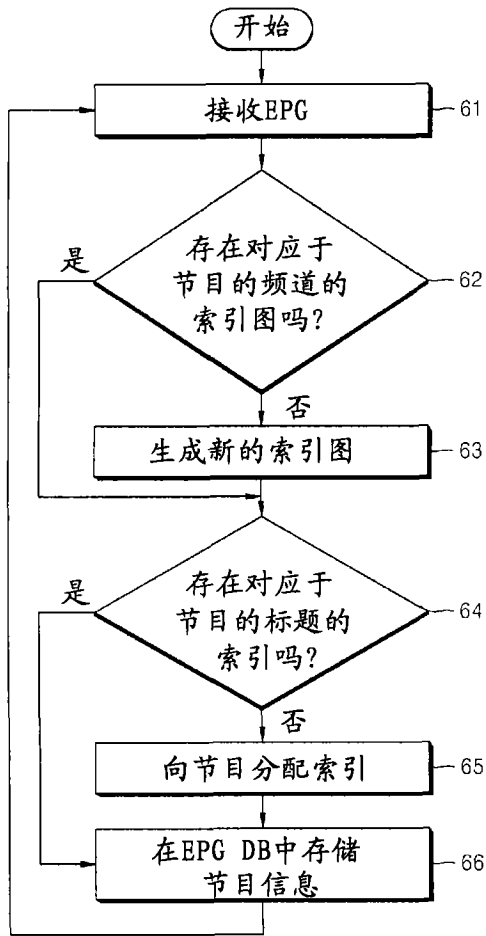 开始
接收EPG
61
存在对应于
节目的频道的
索引图吗?
62
是
否
生成新的索引图
63
存在对应于
节目的标题的
索引吗?
64
是
否
向节目分配索引
65
在EPG DB中存储
节目信息
66